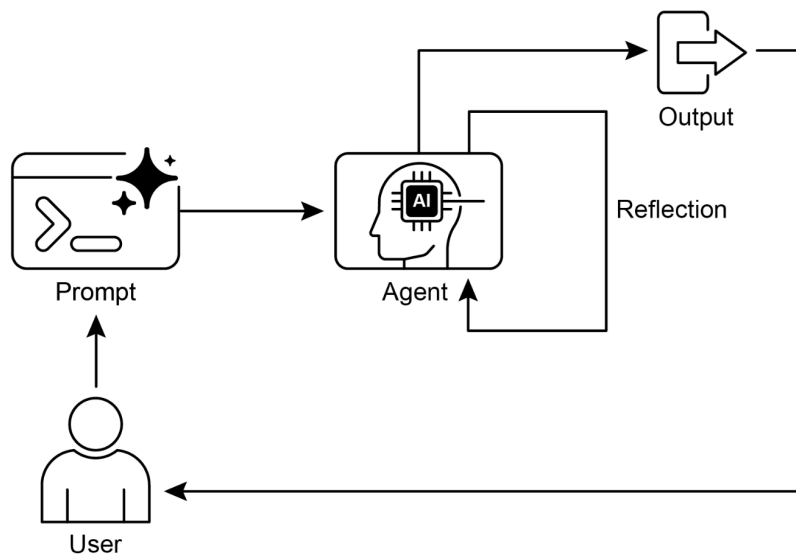 Output
AI
Reflection
Prompt
Agent
User